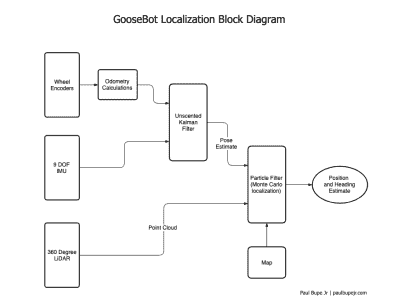 GooseBot Localization Block Diagram
Wheel
Encoders
Odometry
Calculations
Unscented
Kalman
Filter
Pose
Estimate
Particle Filter
(Monte Carlo
localization)
Position
and Heading
Estimate
DOF
IMU
360 Degree
LiDAR
Point Cloud
Map
Paul Bupe Jr | paulbupejr.com